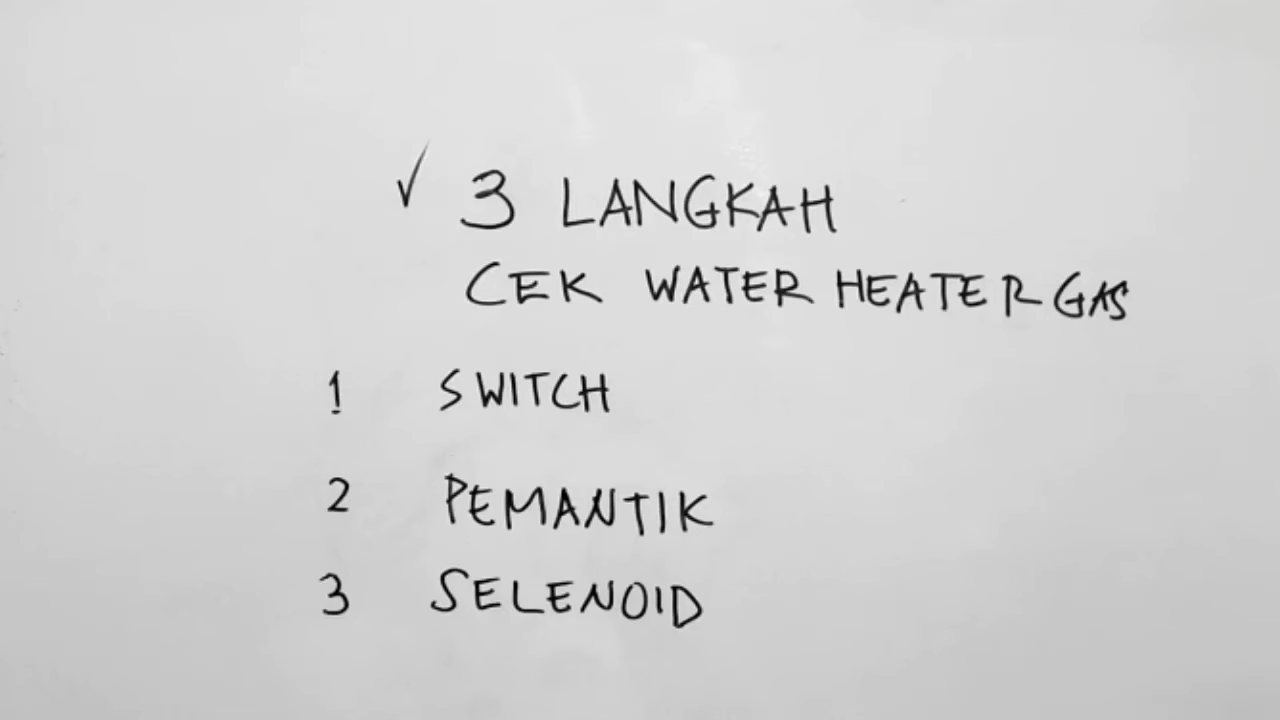 ✓ 3 LANGKAH
CEK WATER HEATER GAS
1 SWITCH
2 PEMANTIK
3 SELENOID